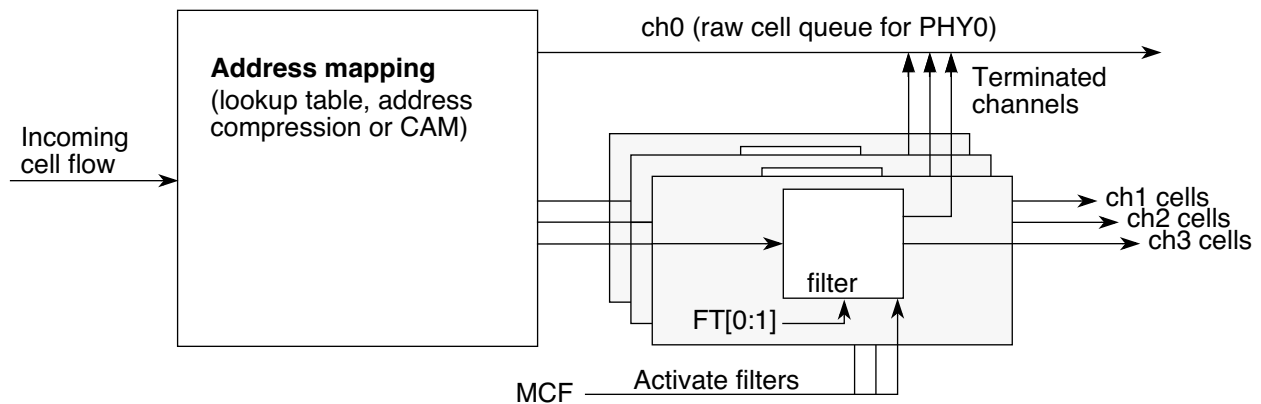 ch0 (raw cell queue for PHY0)
Address mapping
(lookup table, address
compression or CAM)
Terminated
channels
Incoming
cell flow
ch1 cells
ch2 cells
ch3 cells
filter
FT[0:1]
MCF
Activate filters